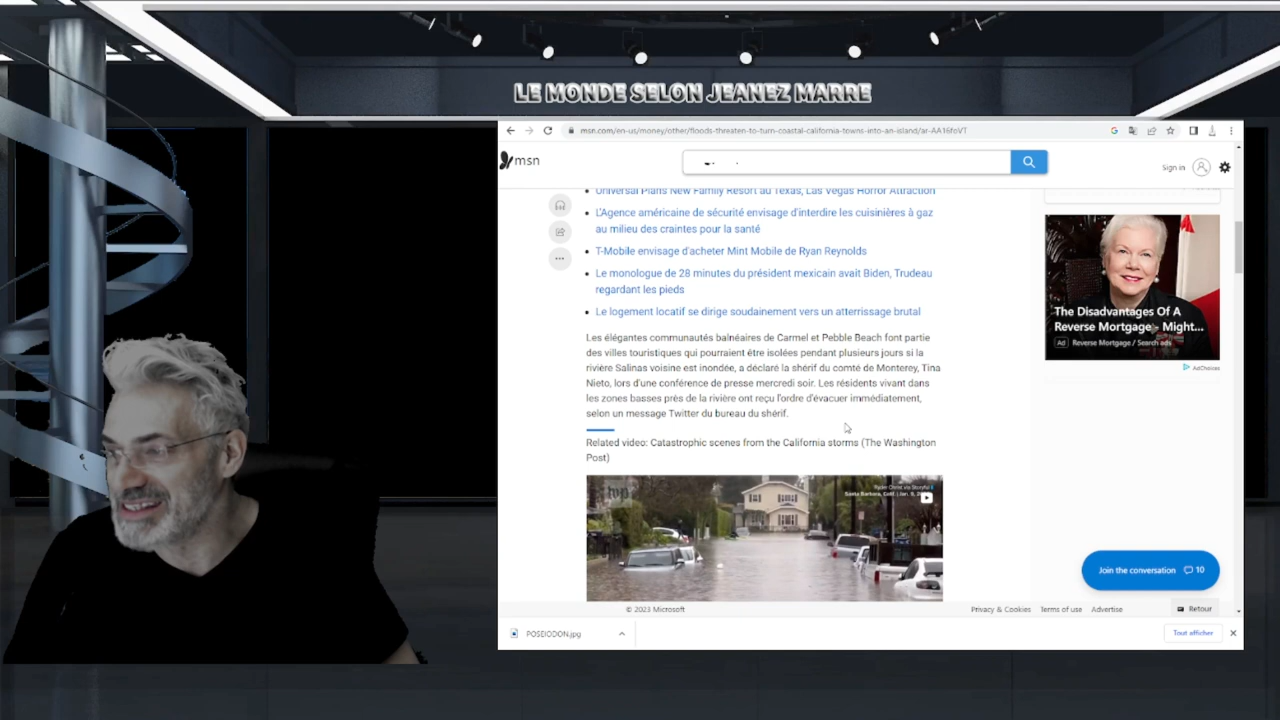 LE MONDE SELON JEANEZ MARRE
msn.com/en-us/money/other/floods-threaten-to-turn-coastal-california-towns-into-an-island/ar-AA16foVT
msn
Sign in
Universal Plans New Family Resort au Texas, Las Vegas Horror Attraction
L'Agence américaine de sécurité envisage d'interdire les cuisinières à gaz
au milieu des craintes pour la santé
T-Mobile envisage d'acheter Mint Mobile de Ryan Reynolds
Le monologue de 28 minutes du président mexicain avait Biden, Trudeau
regardant les pieds
Le logement locatif se dirige soudainement vers un atterrissage brutal
Les élégantes communautés balnéaires de Carmel et Pebble Beach font partie
des villes touristiques qui pourraient être isolées pendant plusieurs jours si la
rivière Salinas voisine est inondée, a déclaré la shérif du comté de Monterey, Tina
Nieto, lors d'une conférence de presse mercredi soir. Les résidents vivant dans
les zones basses près de la rivière ont reçu l'ordre d'évacuer immédiatement,
selon un message Twitter du bureau du shérif.
Related video: Catastrophic scenes from the California storms (The Washington
Post)
wp
Santa Barbara, Calif. | Jan. 9,
The Disadvantages Of A
Reverse Mortgage - Might...
Ad Reverse Mortgage / Search ads
AdChoices
Join the conversation 10
© 2023 Microsoft
Privacy & Cookies
Terms of use
Advertise
Retour
POSEIODON.jpg
Tout afficher